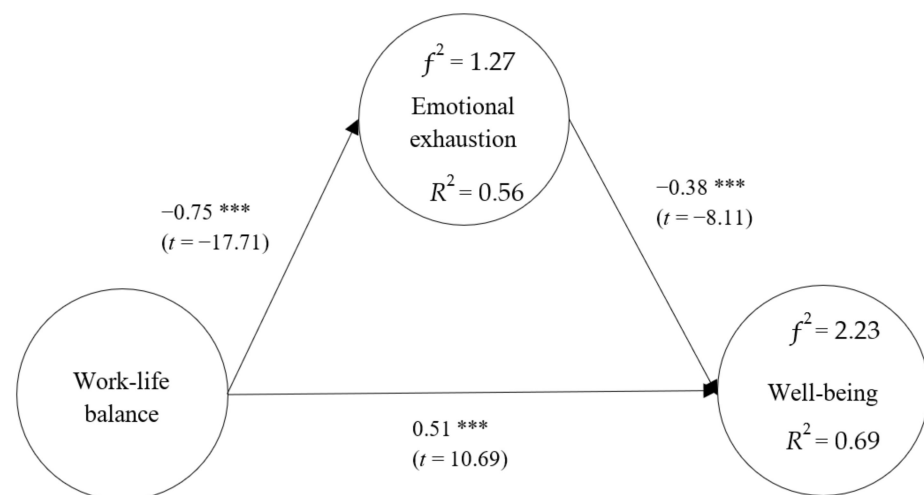 f² = 1.27
Emotional
exhaustion
R² = 0.56
−0.75 ***
(t = −17.71)
−0.38 ***
(t = −8.11)
Work-life
balance
f² = 2.23
Well-being
R² = 0.69
0.51 ***
(t = 10.69)